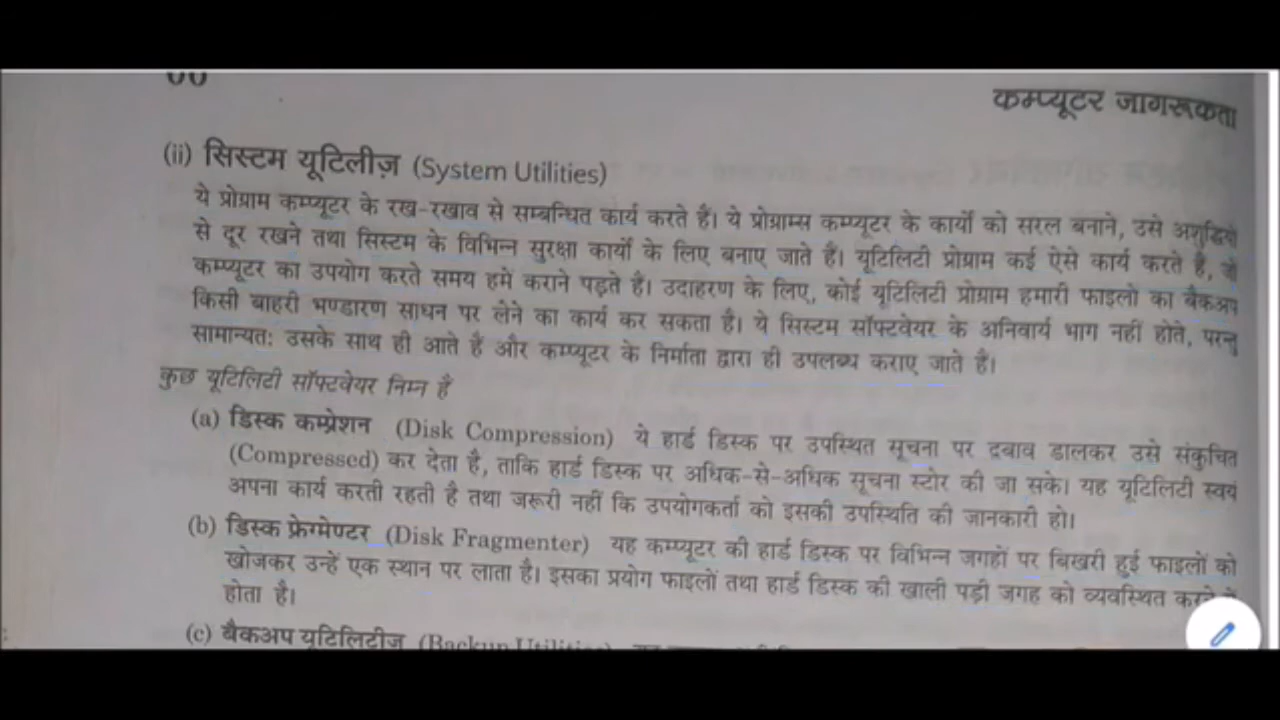 कम्प्यूटर जागरूकता
(ii) सिस्टम यूटिलीज़ (System Utilities)
ये प्रोग्राम कम्प्यूटर के रख-रखाव से सम्बन्धित कार्य करते हैं। ये प्रोग्राम्स कम्प्यूटर के कार्यों को सरल बनाने, उसे अशुद्धियों
से दूर रखने तथा सिस्टम के विभिन्न सुरक्षा कार्यों के लिए बनाए जाते हैं। यूटिलिटी प्रोग्राम कई ऐसे कार्य करते हैं, जो
कम्प्यूटर का उपयोग करते समय हमें कराने पड़ते हैं। उदाहरण के लिए, कोई यूटिलिटी प्रोग्राम हमारी फाइलों का बैकअप
किसी बाहरी भण्डारण साधन पर लेने का कार्य कर सकता है। ये सिस्टम सॉफ्टवेयर के अनिवार्य भाग नहीं होते, परन्तु
सामान्यतः उसके साथ ही आते हैं और कम्प्यूटर के निर्माता द्वारा ही उपलब्ध कराए जाते हैं।
कुछ यूटिलिटी सॉफ्टवेयर निम्न है
(a) डिस्क कम्प्रेशन (Disk Compression) ये हार्ड डिस्क पर उपस्थित सूचना पर दबाव डालकर उसे संकुचित
(Compressed) कर देता है, ताकि हार्ड डिस्क पर अधिक-से-अधिक सूचना स्टोर की जा सके। यह यूटिलिटी स्वयं
अपना कार्य करती रहती है तथा जरूरी नहीं कि उपयोगकर्ता को इसकी उपस्थिति की जानकारी हो।
(b) डिस्क फ्रेग्मेण्टर (Disk Fragmenter) यह कम्प्यूटर की हार्ड डिस्क पर विभिन्न जगहों पर बिखरी हुई फाइलों को
खोजकर उन्हें एक स्थान पर लाता है। इसका प्रयोग फाइलों तथा हार्ड डिस्क की खाली पड़ी जगह को व्यवस्थित करने में
होता है।
(c) बैकअप यूटिलिटीज़ (Backup Utilities) यह